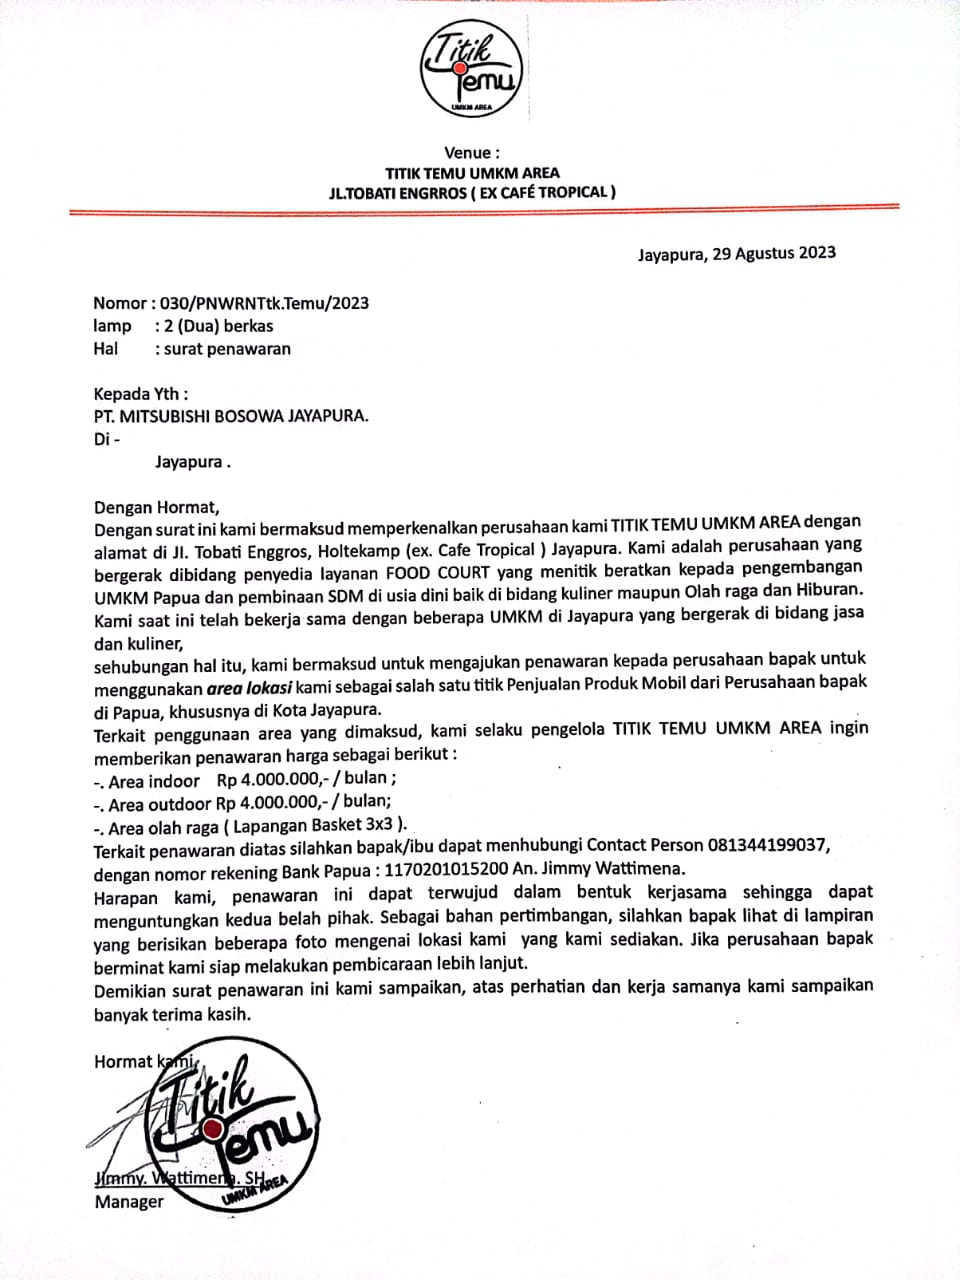 Titik
Temu
UMKM AREA
Venue :
TITIK TEMU UMKM AREA
JL.TOBATI ENGRROS ( EX CAFÉ TROPICAL )
Jayapura, 29 Agustus 2023
Nomor : 030/PNWRNTtk.Temu/2023
lamp : 2 (Dua) berkas
Hal : surat penawaran
Kepada Yth :
PT. MITSUBISHI BOSOWA JAYAPURA.
Di -
Jayapura .
Dengan Hormat,
Dengan surat ini kami bermaksud memperkenalkan perusahaan kami TITIK TEMU UMKM AREA dengan
alamat di Jl. Tobati Enggros, Holtekamp (ex. Cafe Tropical ) Jayapura. Kami adalah perusahaan yang
bergerak dibidang penyedia layanan FOOD COURT yang menitik beratkan kepada pengembangan
UMKM Papua dan pembinaan SDM di usia dini baik di bidang kuliner maupun Olah raga dan Hiburan.
Kami saat ini telah bekerja sama dengan beberapa UMKM di Jayapura yang bergerak di bidang jasa
dan kuliner,
sehubungan hal itu, kami bermaksud untuk mengajukan penawaran kepada perusahaan bapak untuk
menggunakan area lokasi kami sebagai salah satu titik Penjualan Produk Mobil dari Perusahaan bapak
di Papua, khususnya di Kota Jayapura.
Terkait penggunaan area yang dimaksud, kami selaku pengelola TITIK TEMU UMKM AREA ingin
memberikan penawaran harga sebagai berikut :
-. Area indoor Rp 4.000.000,- / bulan ;
-. Area outdoor Rp 4.000.000,- / bulan;
-. Area olah raga ( Lapangan Basket 3x3 ).
Terkait penawaran diatas silahkan bapak/ibu dapat menhubungi Contact Person 081344199037,
dengan nomor rekening Bank Papua : 1170201015200 An. Jimmy Wattimena.
Harapan kami, penawaran ini dapat terwujud dalam bentuk kerjasama sehingga dapat
menguntungkan kedua belah pihak. Sebagai bahan pertimbangan, silahkan bapak lihat di lampiran
yang berisikan beberapa foto mengenai lokasi kami yang kami sediakan. Jika perusahaan bapak
berminat kami siap melakukan pembicaraan lebih lanjut.
Demikian surat penawaran ini kami sampaikan, atas perhatian dan kerja samanya kami sampaikan
banyak terima kasih.
Hormat kami,
Titik
Temu
UMKM AREA
Jimmy. Wattimena. SH
Manager